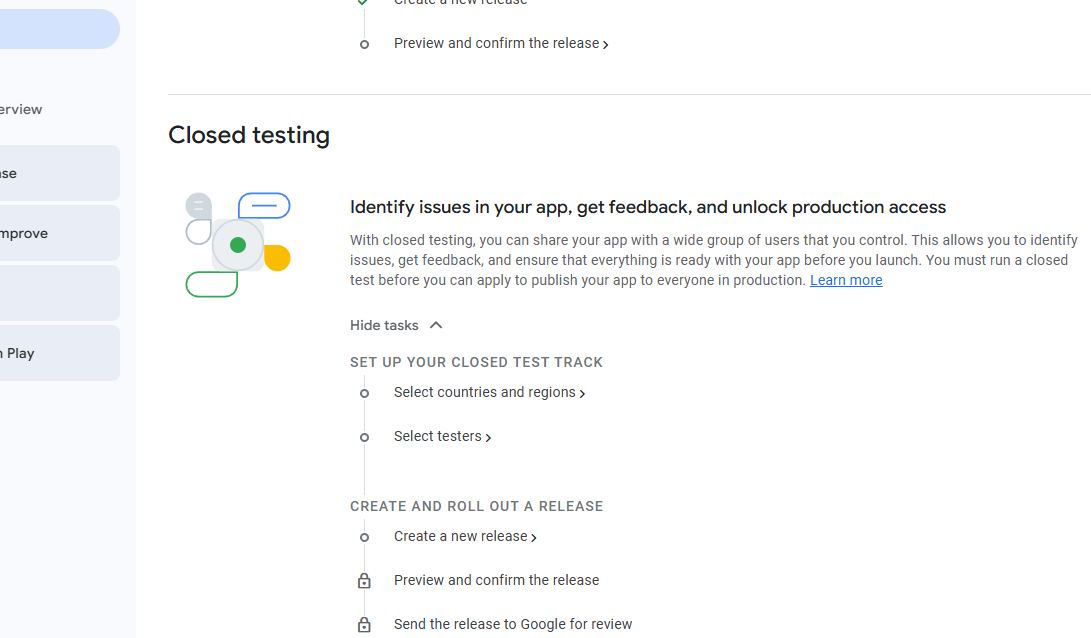 Create a new release
Preview and confirm the release
erview
Closed testing
se
mprove
Play
Identify issues in your app, get feedback, and unlock production access
With closed testing, you can share your app with a wide group of users that you control. This allows you to identify
issues, get feedback, and ensure that everything is ready with your app before you launch. You must run a closed
test before you can apply to publish your app to everyone in production. Learn more
Hide tasks
SET UP YOUR CLOSED TEST TRACK
Select countries and regions
Select testers
CREATE AND ROLL OUT A RELEASE
Create a new release
Preview and confirm the release
Send the release to Google for review